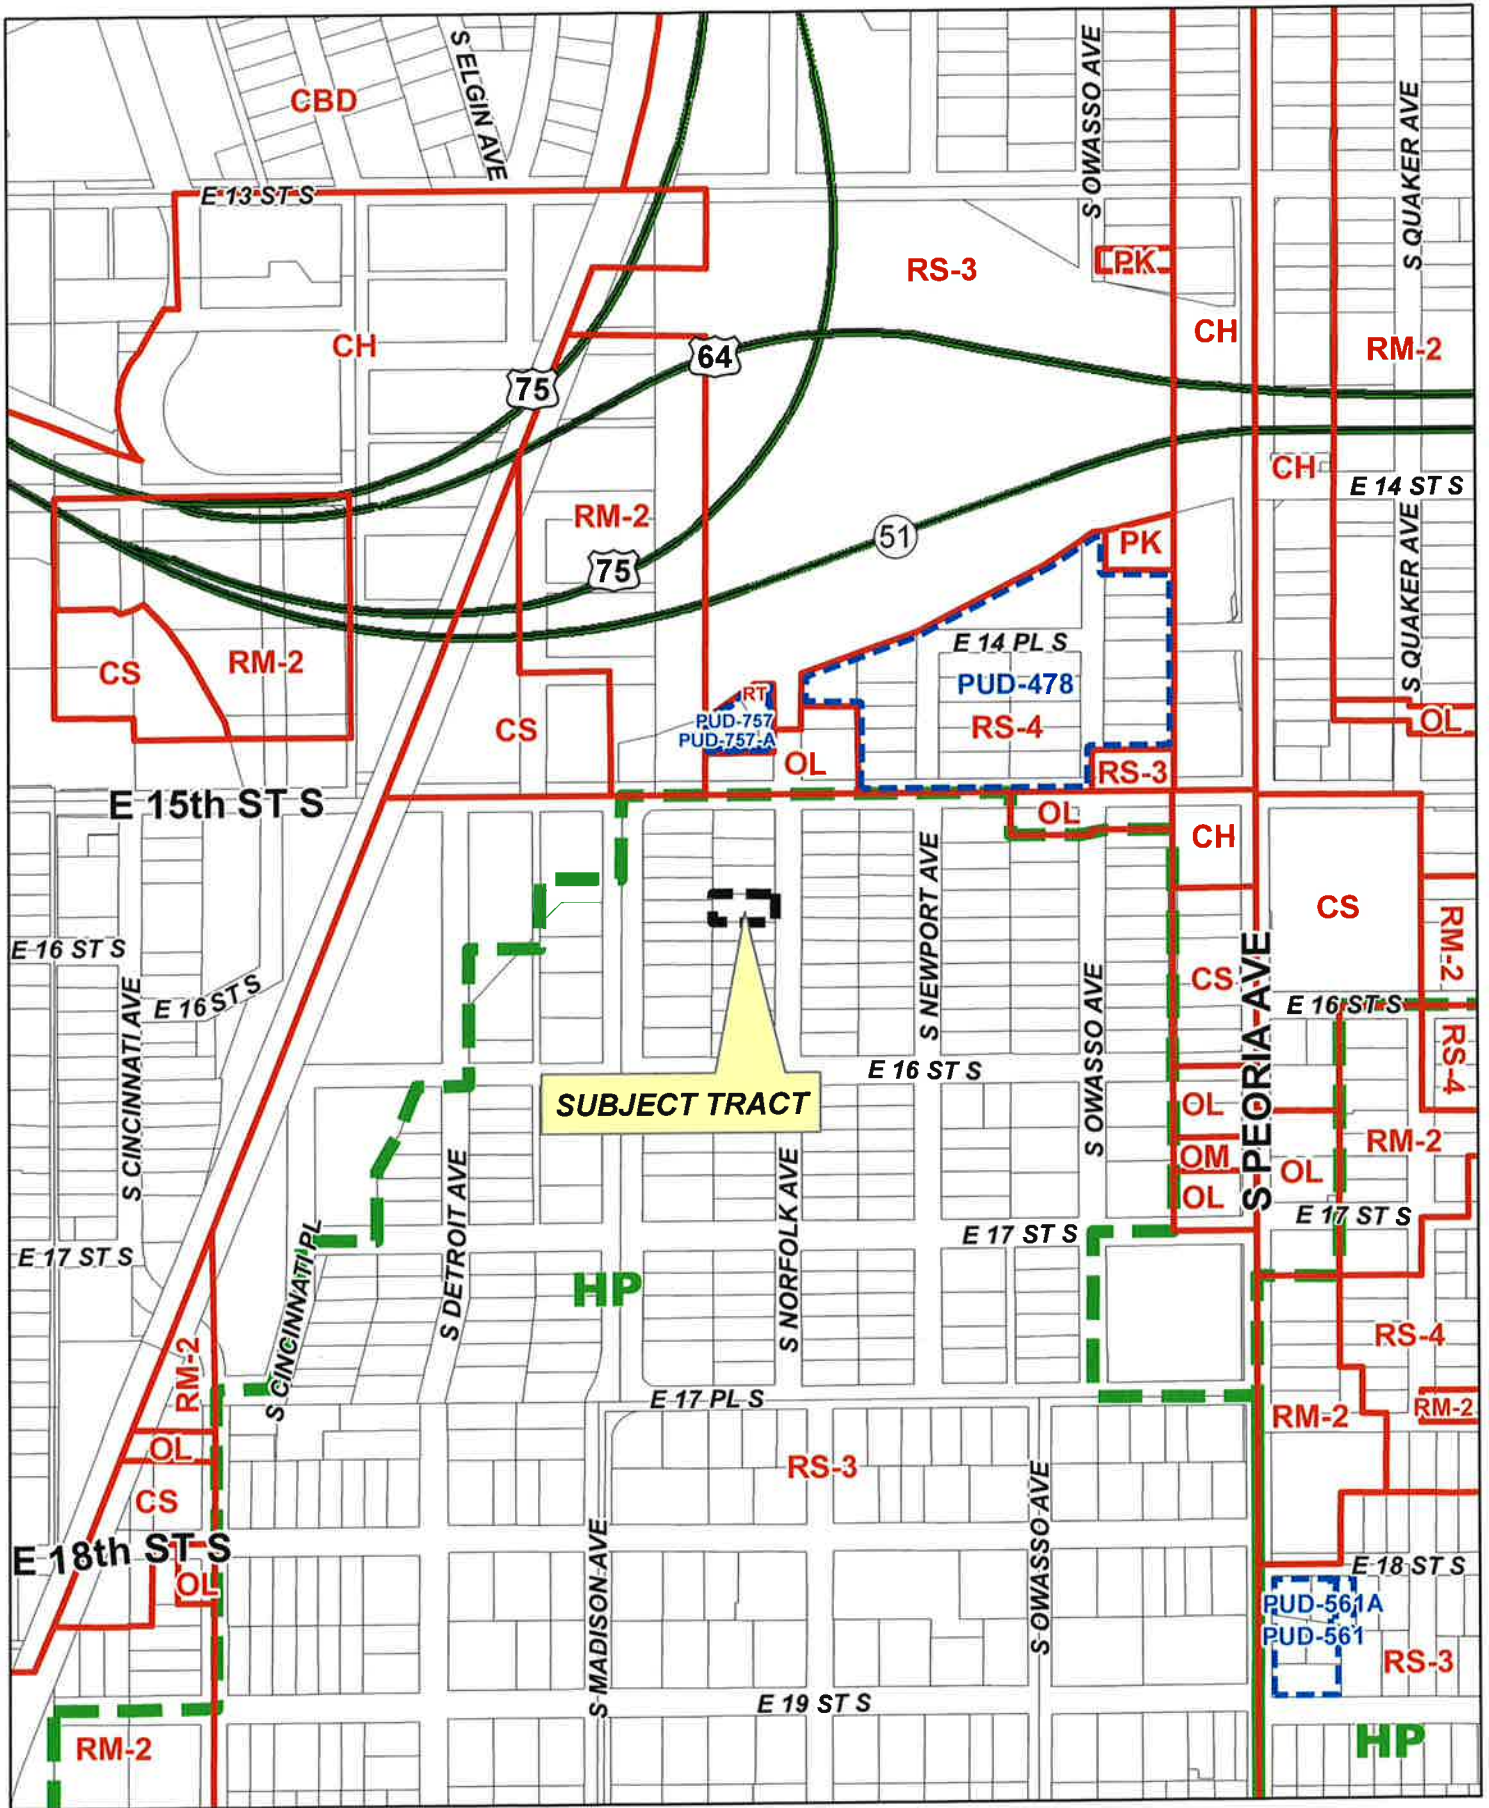 S ELGIN AVE
CBD
S OWASSO AVE
S QUAKER AVE
E 13 ST S
RS-3
PK
CH
CH
RM-2
64
75
CH
E 14 ST S
RM-2
51
PK
75
S QUAKER AVE
E 14 PL S
CS
RM-2
PUD-478
RT
PUD-757
PUD-757-A
CS
RS-4
OL
OL
RS-3
E 15th ST S
OL
CH
S NEWPORT AVE
CS
RM-2
E 16 ST S
S CINCINNATI AVE
E 16 ST S
CS
S PEORIA AVE
E 16 ST S
S OWASSO AVE
RS-4
E 16 ST S
SUBJECT TRACT
OL
RM-2
OM
OL
OL
S DETROIT AVE
S NORFOLK AVE
E 17 ST S
E 17 ST S
E 17 ST S
S CINCINNATI PL
HP
RS-4
RM-2
E 17 PL S
RM-2
RM-2
OL
RS-3
CS
S OWASSO AVE
S MADISON AVE
E 18th ST S
E 18 ST S
OL
PUD-561A
PUD-561
RS-3
E 19 ST S
RM-2
HP